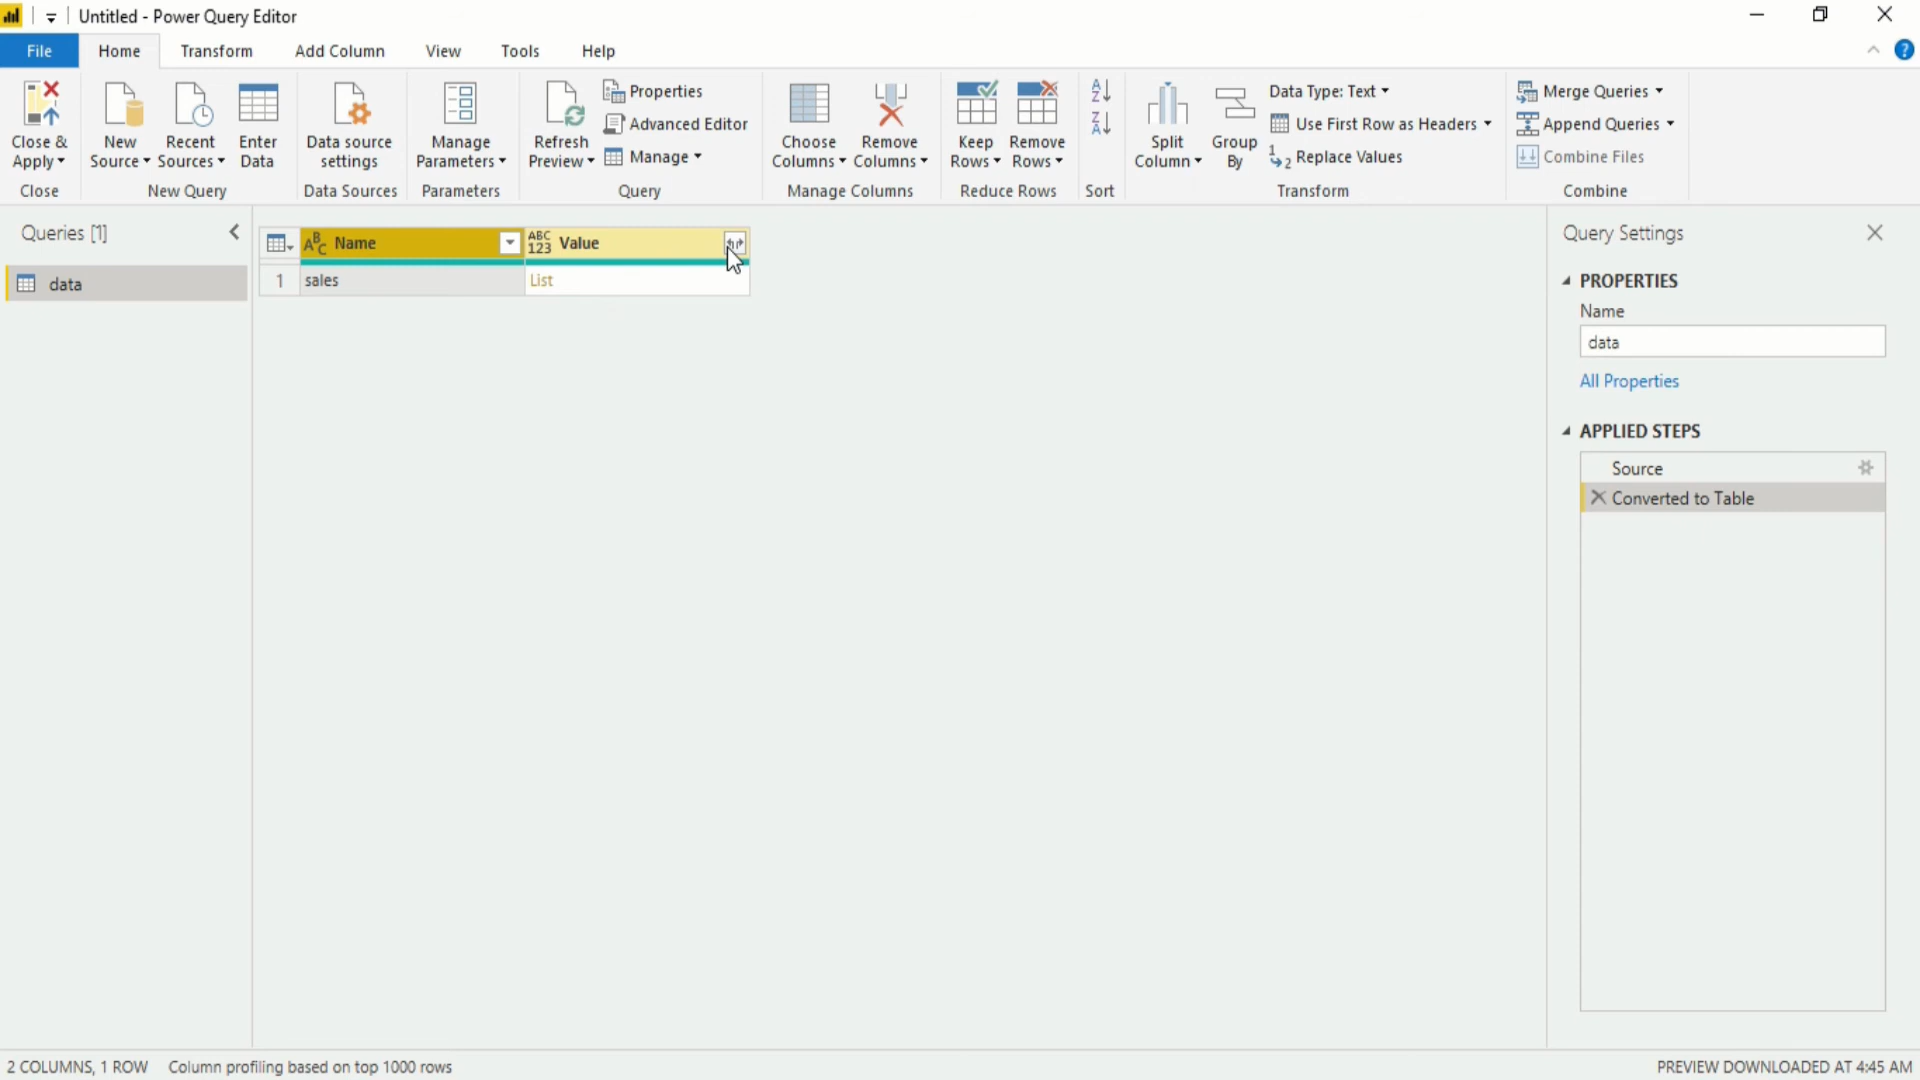 Untitled - Power Query Editor
File Home Transform Add Column View Tools Help
Close & Apply
Close
New Source
Recent Sources
Enter Data
New Query
Data source settings
Data Sources
Manage Parameters
Parameters
Refresh Preview
Properties
Advanced Editor
Manage
Query
Choose Columns
Remove Columns
Manage Columns
Keep Rows
Remove Rows
Reduce Rows
A Z
Z A
Sort
Split Column
Group By
Data Type: Text
Use First Row as Headers
1 2 Replace Values
Transform
Merge Queries
Append Queries
Combine Files
Combine
?
Queries [1]
data
ABC Name
ABC 123 Value
1 sales List
Query Settings
PROPERTIES
Name
data
All Properties
APPLIED STEPS
Source
Converted to Table
2 COLUMNS, 1 ROW Column profiling based on top 1000 rows
PREVIEW DOWNLOADED AT 4:45 AM